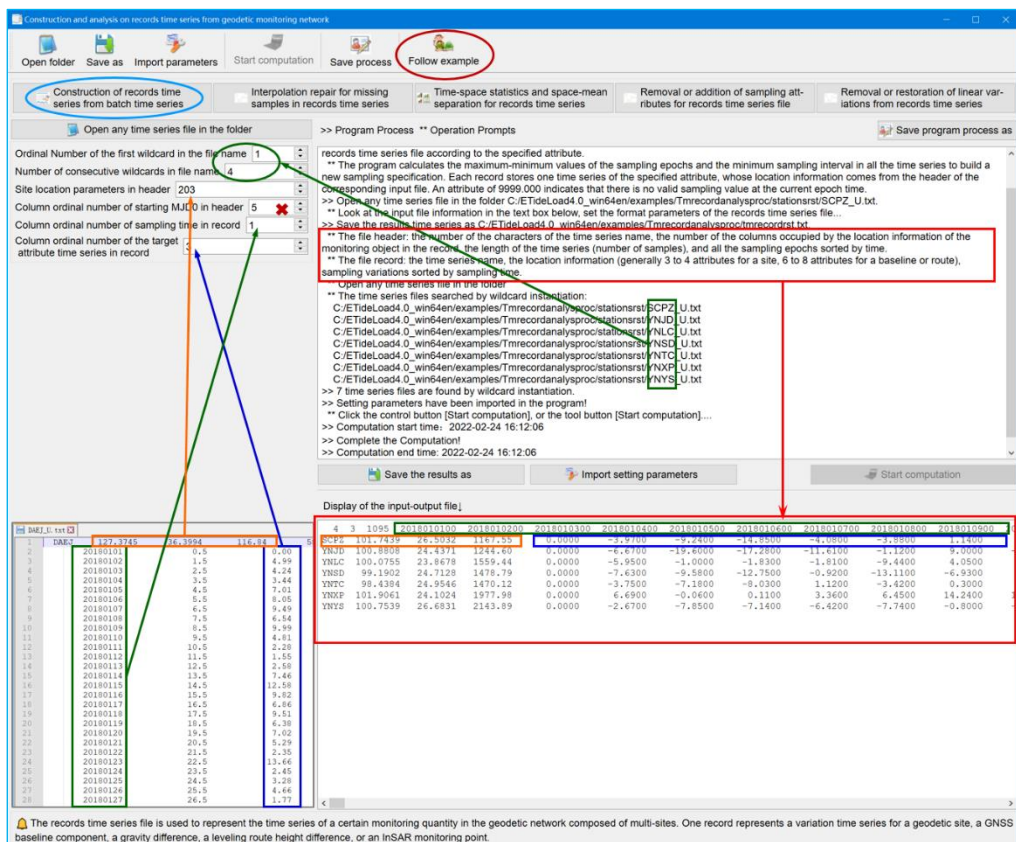 Construction and analysis on records time series from geodetic monitoring network
Open folder Save as Import parameters Start computation Save process Follow example
Construction of records time series from batch time series
Interpolation repair for missing samples in records time series
Time-space statistics and space-mean separation for records time series
Removal or addition of sampling att-ributes for records time series file
Removal or restoration of linear var-iations from records time series
Open any time series file in the folder
Ordinal Number of the first wildcard in the file name 1
Number of consecutive wildcards in file name 4
Site location parameters in header 203
Column ordinal number of starting MJD0 in header 5
Column ordinal number of sampling time in record 1
Column ordinal number of the target
attribute time series in record 3
>> Program Process ** Operation Prompts
Save program process as
records time series file according to the specified attribute.
** The program calculates the maximum-minimum values of the sampling epochs and the minimum sampling interval in all the time series to build a
new sampling specification. Each record stores one time series of the specified attribute, whose location information comes from the header of the
corresponding input file. An attribute of 9999.000 indicates that there is no valid sampling value at the current epoch time.
>> Open any time series file in the folder C:/ETideLoad4.0_win64en/examples/Tmrecordanalysproc/stationsrst/SCPZ_U.txt.
** Look at the input file information in the text box below, set the format parameters of the records time series file...
>> Save the results time series as C:/ETideLoad4.0_win64en/examples/Tmrecordanalysproc/tmrecordrst.txt.
** The file header: the number of the characters of the time series name, the number of the columns occupied by the location information of the
monitoring object in the record, the length of the time series (number of samples), and all the sampling epochs sorted by time.
** The file record: the time series name, the location information (generally 3 to 4 attributes for a site, 6 to 8 attributes for a baseline or route),
sampling variations sorted by sampling time.
** Open any time series file in the folder
** The time series files searched by wildcard instantiation:
C:/ETideLoad4.0_win64en/examples/Tmrecordanalysproc/stationsrst/SCPZ_U.txt
C:/ETideLoad4.0_win64en/examples/Tmrecordanalysproc/stationsrst/YNJD_U.txt
C:/ETideLoad4.0_win64en/examples/Tmrecordanalysproc/stationsrst/YNLC_U.txt
C:/ETideLoad4.0_win64en/examples/Tmrecordanalysproc/stationsrst/YNSD_U.txt
C:/ETideLoad4.0_win64en/examples/Tmrecordanalysproc/stationsrst/YNTC_U.txt
C:/ETideLoad4.0_win64en/examples/Tmrecordanalysproc/stationsrst/YNXP_U.txt
C:/ETideLoad4.0_win64en/examples/Tmrecordanalysproc/stationsrst/YNYS_U.txt
>> 7 time series files are found by wildcard instantiation.
>> Setting parameters have been imported in the program!
** Click the control button [Start computation], or the tool button [Start computation]....
>> Computation start time: 2022-02-24 16:12:06
>> Complete the Computation!
>> Computation end time: 2022-02-24 16:12:06
Save the results as Import setting parameters Start computation
Display of the input-output file↓
DAEJ_U.txt
1 DAEJ 127.3745 36.3994 116.84
2 20180101 0.5 0.00
3 20180102 1.5 4.99
4 20180103 2.5 4.24
5 20180104 3.5 3.44
6 20180105 4.5 7.01
7 20180106 5.5 8.05
8 20180107 6.5 9.49
9 20180108 7.5 6.54
10 20180109 8.5 9.99
11 20180110 9.5 4.81
12 20180111 10.5 2.28
13 20180112 11.5 1.55
14 20180113 12.5 2.58
15 20180114 13.5 7.46
16 20180115 14.5 12.58
17 20180116 15.5 9.82
18 20180117 16.5 6.86
19 20180118 17.5 9.51
20 20180119 18.5 6.38
21 20180120 19.5 7.02
22 20180121 20.5 5.29
23 20180122 21.5 2.35
24 20180123 22.5 13.66
25 20180124 23.5 2.45
26 20180125 24.5 3.28
27 20180126 25.5 4.66
28 20180127 26.5 1.77
4 3 1095 2018010100 2018010200 2018010300 2018010400 2018010500 2018010600 2018010700 2018010800 2018010900
SCPZ 101.7439 26.5032 1167.55 0.0000 -3.9700 -9.2400 -14.8500 -4.0800 -3.8800 1.1400
YNJD 100.8808 24.4371 1244.60 0.0000 -6.6700 -19.6000 -17.2800 -11.6100 -1.1200 9.0000
YNLC 100.0755 23.8678 1559.44 0.0000 -5.9500 -1.0000 -1.8300 -1.8100 -9.4400 4.0500
YNSD 99.1902 24.7128 1478.79 0.0000 -7.6300 -9.5800 -12.7500 -0.9200 -13.1100 -6.9300
YNTC 98.4384 24.9546 1470.12 0.0000 -3.7500 -7.1800 -8.0300 1.1200 -3.4200 0.3000
YNXP 101.9061 24.1024 1977.98 0.0000 6.6900 -0.0600 0.1100 3.3600 6.4500 14.2400
YNYS 100.7539 26.6831 2143.89 0.0000 -2.6700 -7.8500 -7.1400 -6.4200 -7.7400 -0.8000
The records time series file is used to represent the time series of a certain monitoring quantity in the geodetic network composed of multi-sites. One record represents a variation time series for a geodetic site, a GNSS
baseline component, a gravity difference, a leveling route height difference, or an InSAR monitoring point.